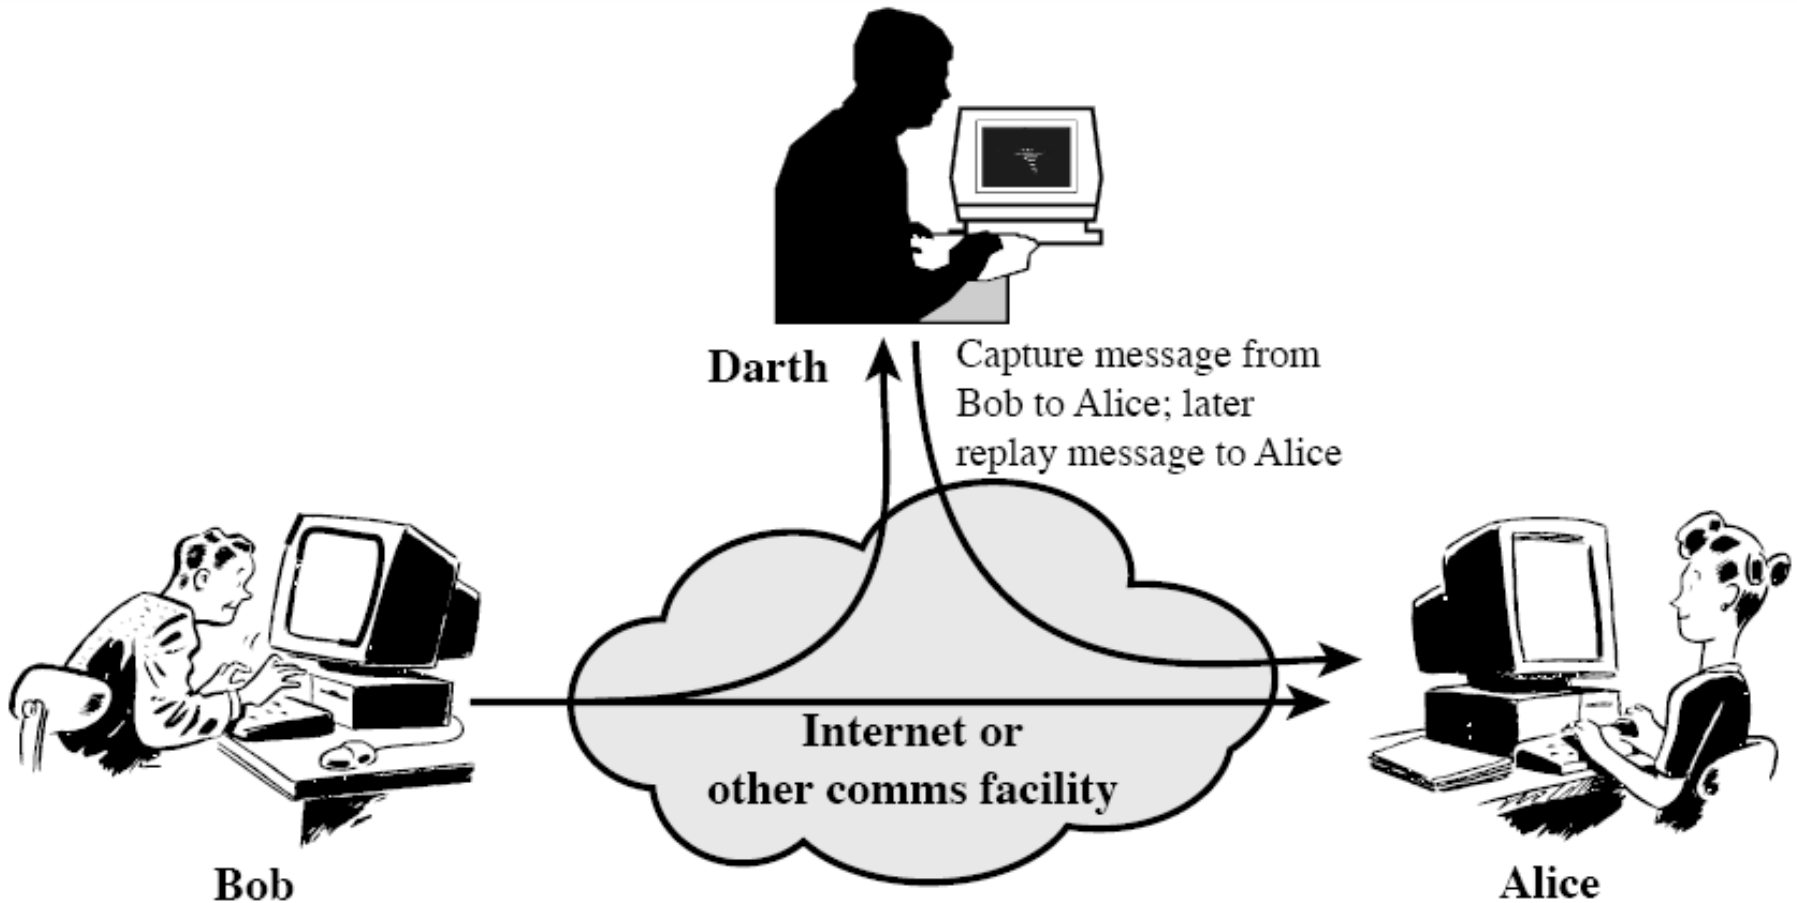 Darth
Capture message from
Bob to Alice; later
replay message to Alice
Internet or
other comms facility
Bob
Alice